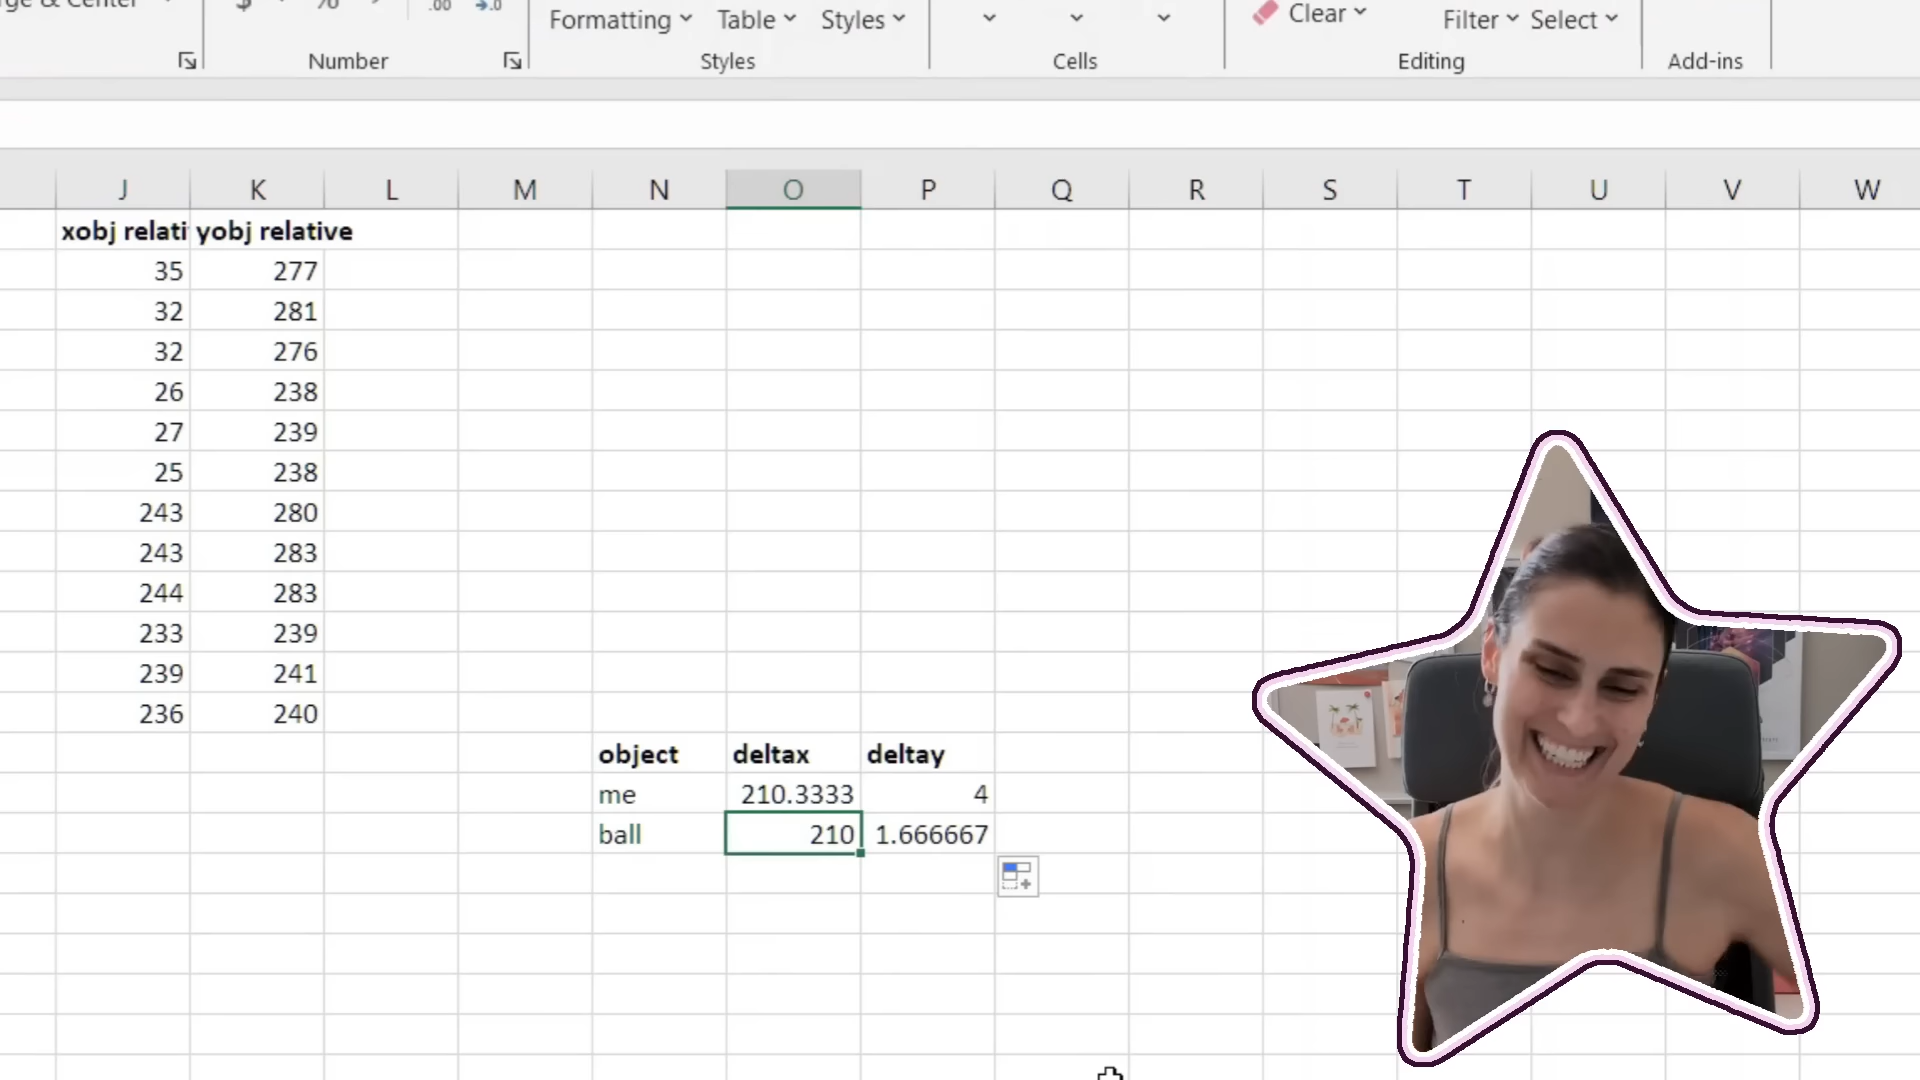 $ %
.00 →.0
Formatting Table Styles Clear Filter Select
Number Styles Cells Editing Add-ins
J K L M N O P Q R S T U V W
xobj relati yobj relative
35 277
32 281
32 276
26 238
27 239
25 238
243 280
243 283
244 283
233 239
239 241
236 240
object deltax deltay
me 210.3333 4
ball 210 1.666667